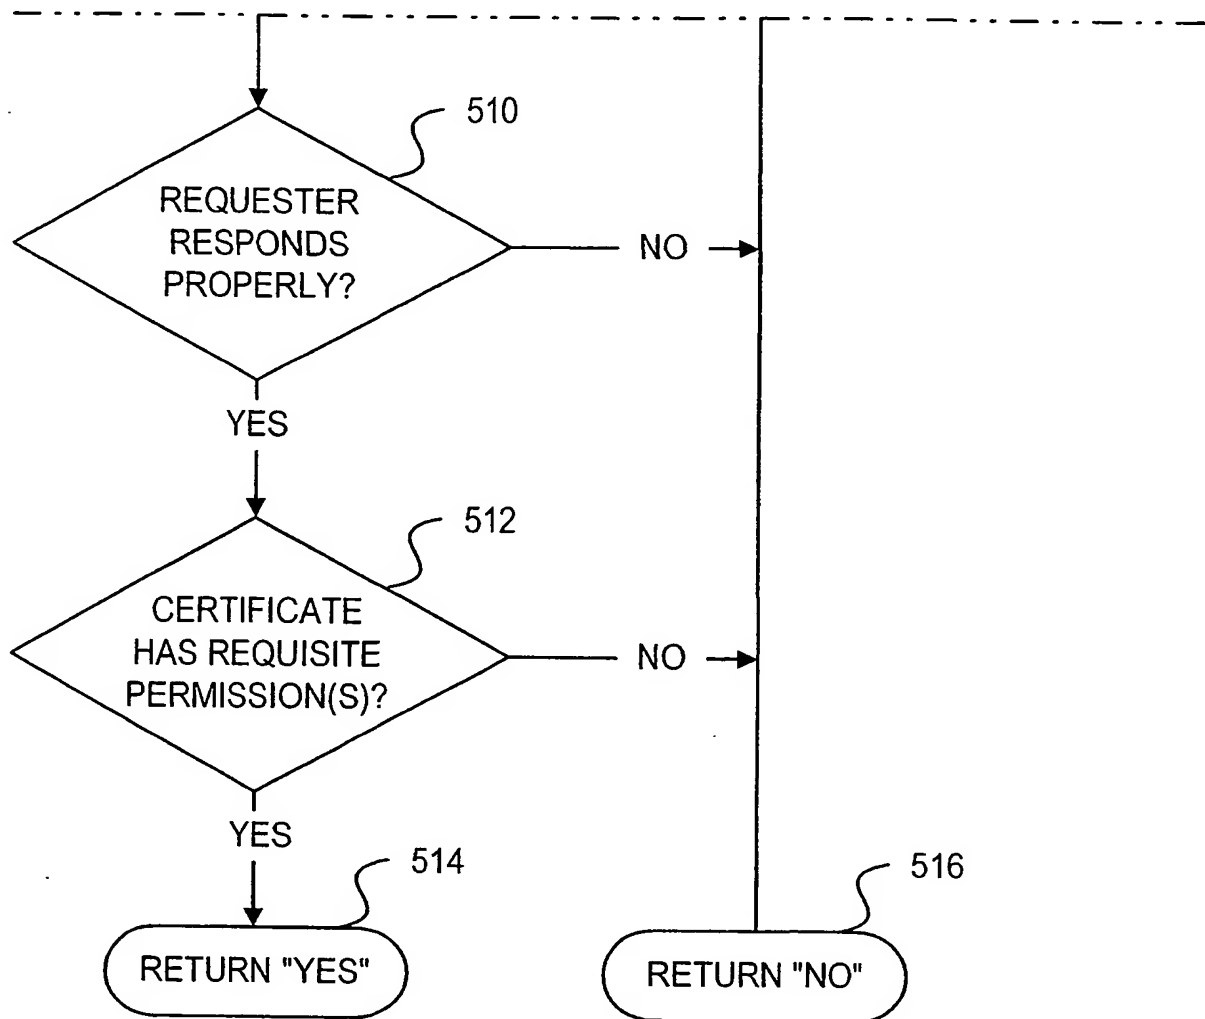 510
REQUESTER
RESPONDS
PROPERLY?
NO
YES
512
CERTIFICATE
HAS REQUISITE
PERMISSION(S)?
NO
YES
514
516
RETURN "YES"
RETURN "NO"